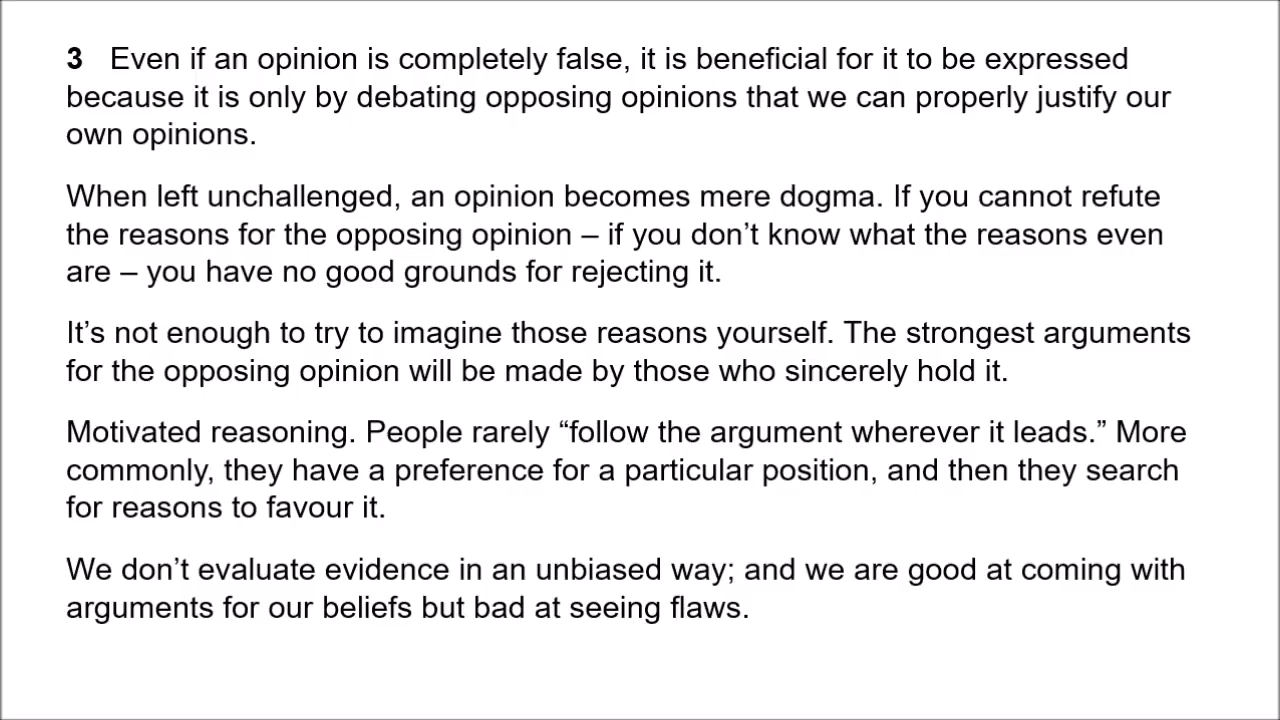 3 Even if an opinion is completely false, it is beneficial for it to be expressed
because it is only by debating opposing opinions that we can properly justify our
own opinions.
When left unchallenged, an opinion becomes mere dogma. If you cannot refute
the reasons for the opposing opinion – if you don’t know what the reasons even
are – you have no good grounds for rejecting it.
It’s not enough to try to imagine those reasons yourself. The strongest arguments
for the opposing opinion will be made by those who sincerely hold it.
Motivated reasoning. People rarely “follow the argument wherever it leads.” More
commonly, they have a preference for a particular position, and then they search
for reasons to favour it.
We don’t evaluate evidence in an unbiased way; and we are good at coming with
arguments for our beliefs but bad at seeing flaws.